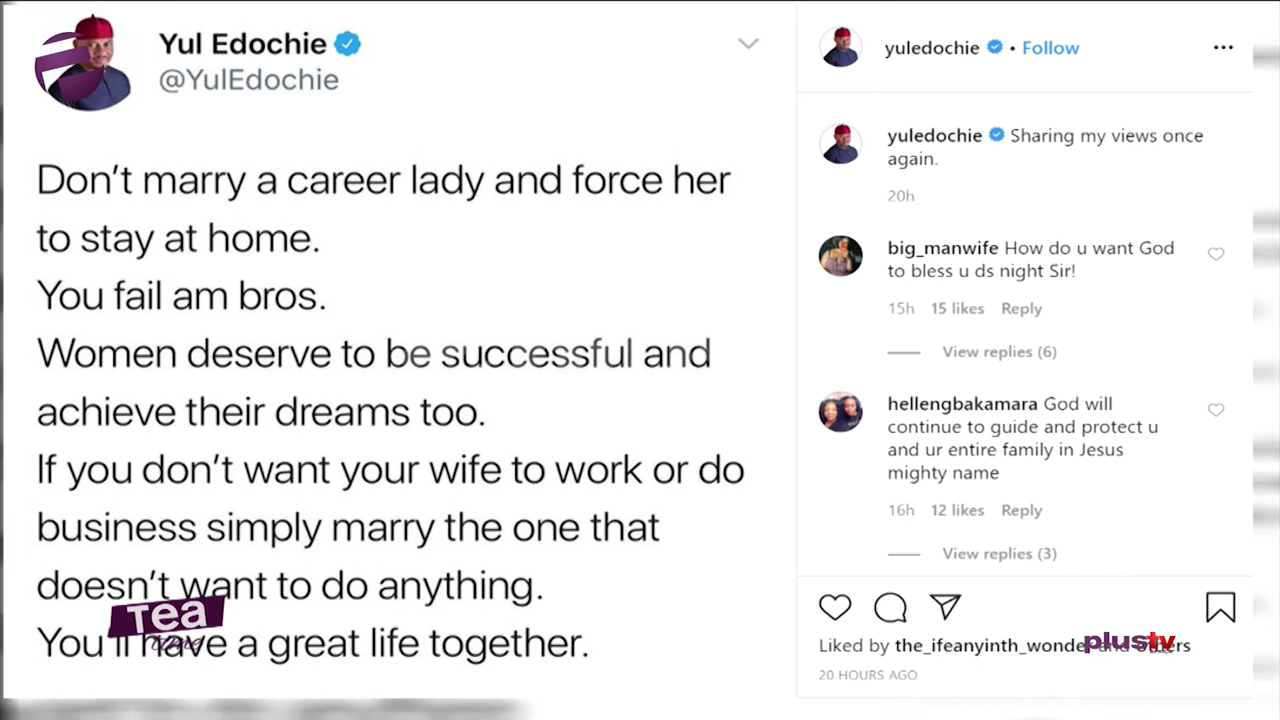 Yul Edochie
@YulEdochie
Don't marry a career lady and force her
to stay at home.
You fail am bros.
Women deserve to be successful and
achieve their dreams too.
If you don't want your wife to work or do
business simply marry the one that
doesn't want to do anything.
You'll have a great life together.
Tea
time
yuledochie • Follow
yuledochie Sharing my views once
again.
20h
big_manwife How do u want God
to bless u ds night Sir!
15h 15 likes Reply
View replies (6)
hellengbakamara God will
continue to guide and protect u
and ur entire family in Jesus
mighty name
16h 12 likes Reply
View replies (3)
Liked by the_ifeanyinth_wonder and others
plustv
20 HOURS AGO